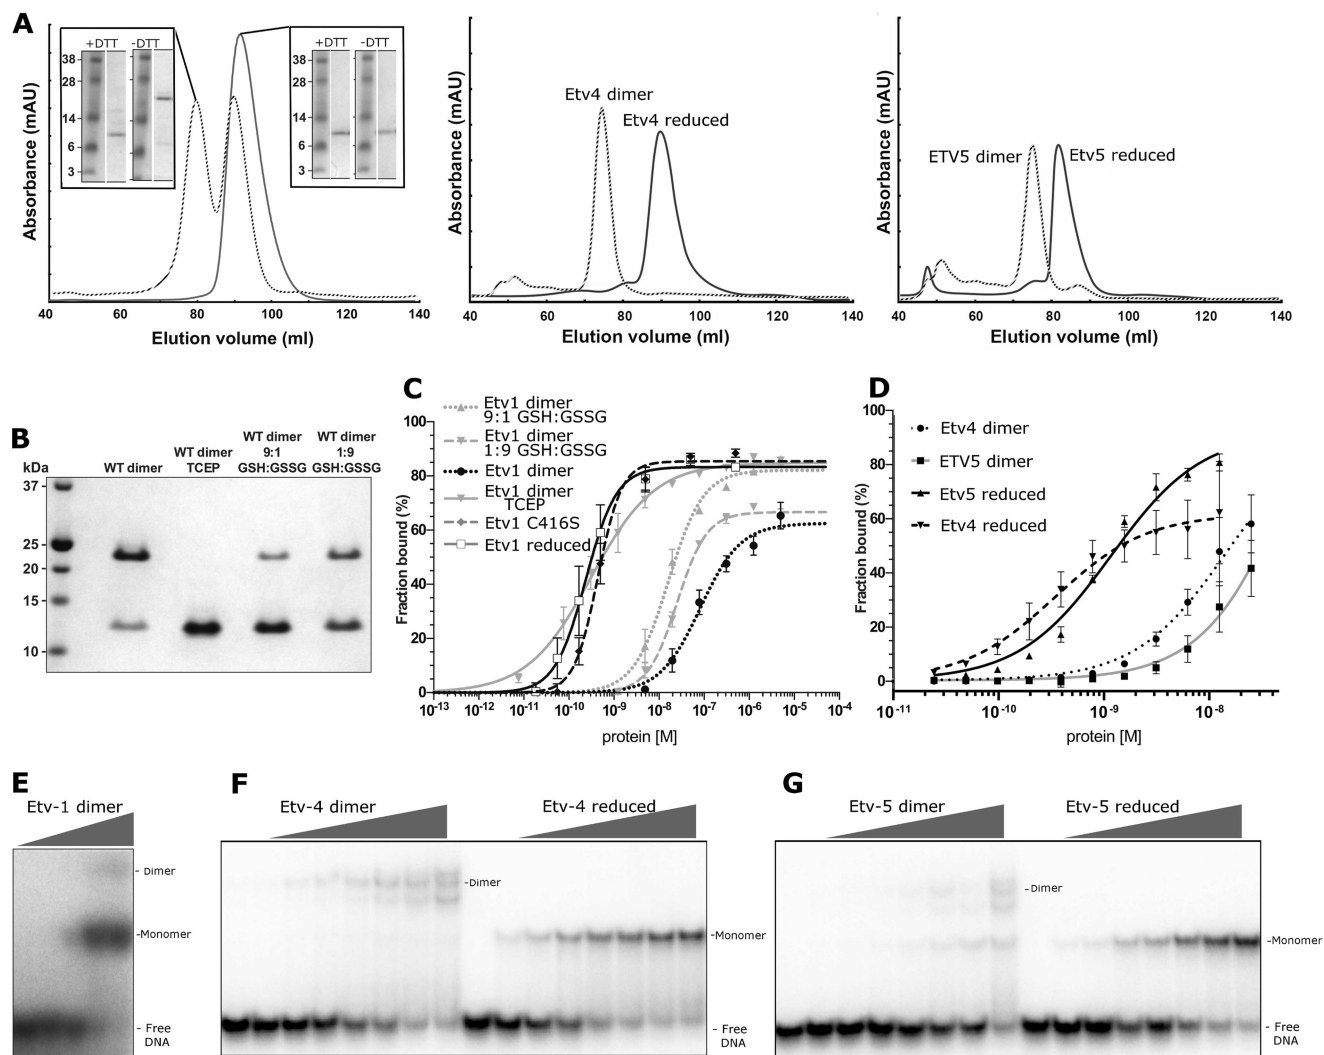 A
+DTT -DTT
38
28
14
6
3
+DTT -DTT
38
28
14
6
3
Absorbance (mAU)
40 60 80 100 120 140
Elution volume (ml)
Etv4 dimer
Etv4 reduced
Absorbance (mAU)
40 60 80 100 120 140
Elution volume (ml)
ETV5 dimer
Etv5 reduced
Absorbance (mAU)
40 60 80 100 120 140
Elution volume (ml)
B
kDa
WT dimer
WT dimer
TCEP
WT dimer
9:1
GSH:GSSG
WT dimer
1:9
GSH:GSSG
37
25
20
15
10
C
Etv1 dimer
9:1 GSH:GSSG
Etv1 dimer
1:9 GSH:GSSG
Etv1 dimer
Etv1 dimer
TCEP
Etv1 C416S
Etv1 reduced
Fraction bound (%)
100
80
60
40
20
0
10-13 10-12 10-11 10-10 10-9 10-8 10-7 10-6 10-5 10-4
protein [M]
D
Etv4 dimer
ETV5 dimer
Etv5 reduced
Etv4 reduced
Fraction bound (%)
100
80
60
40
20
0
10-11 10-10 10-9 10-8
protein [M]
E
Etv-1 dimer
- Dimer
-Monomer
- Free
DNA
F
Etv-4 dimer Etv-4 reduced
-Dimer
-Monomer
- Free
DNA
G
Etv-5 dimer Etv-5 reduced
- Dimer
-Monomer
- Free
DNA